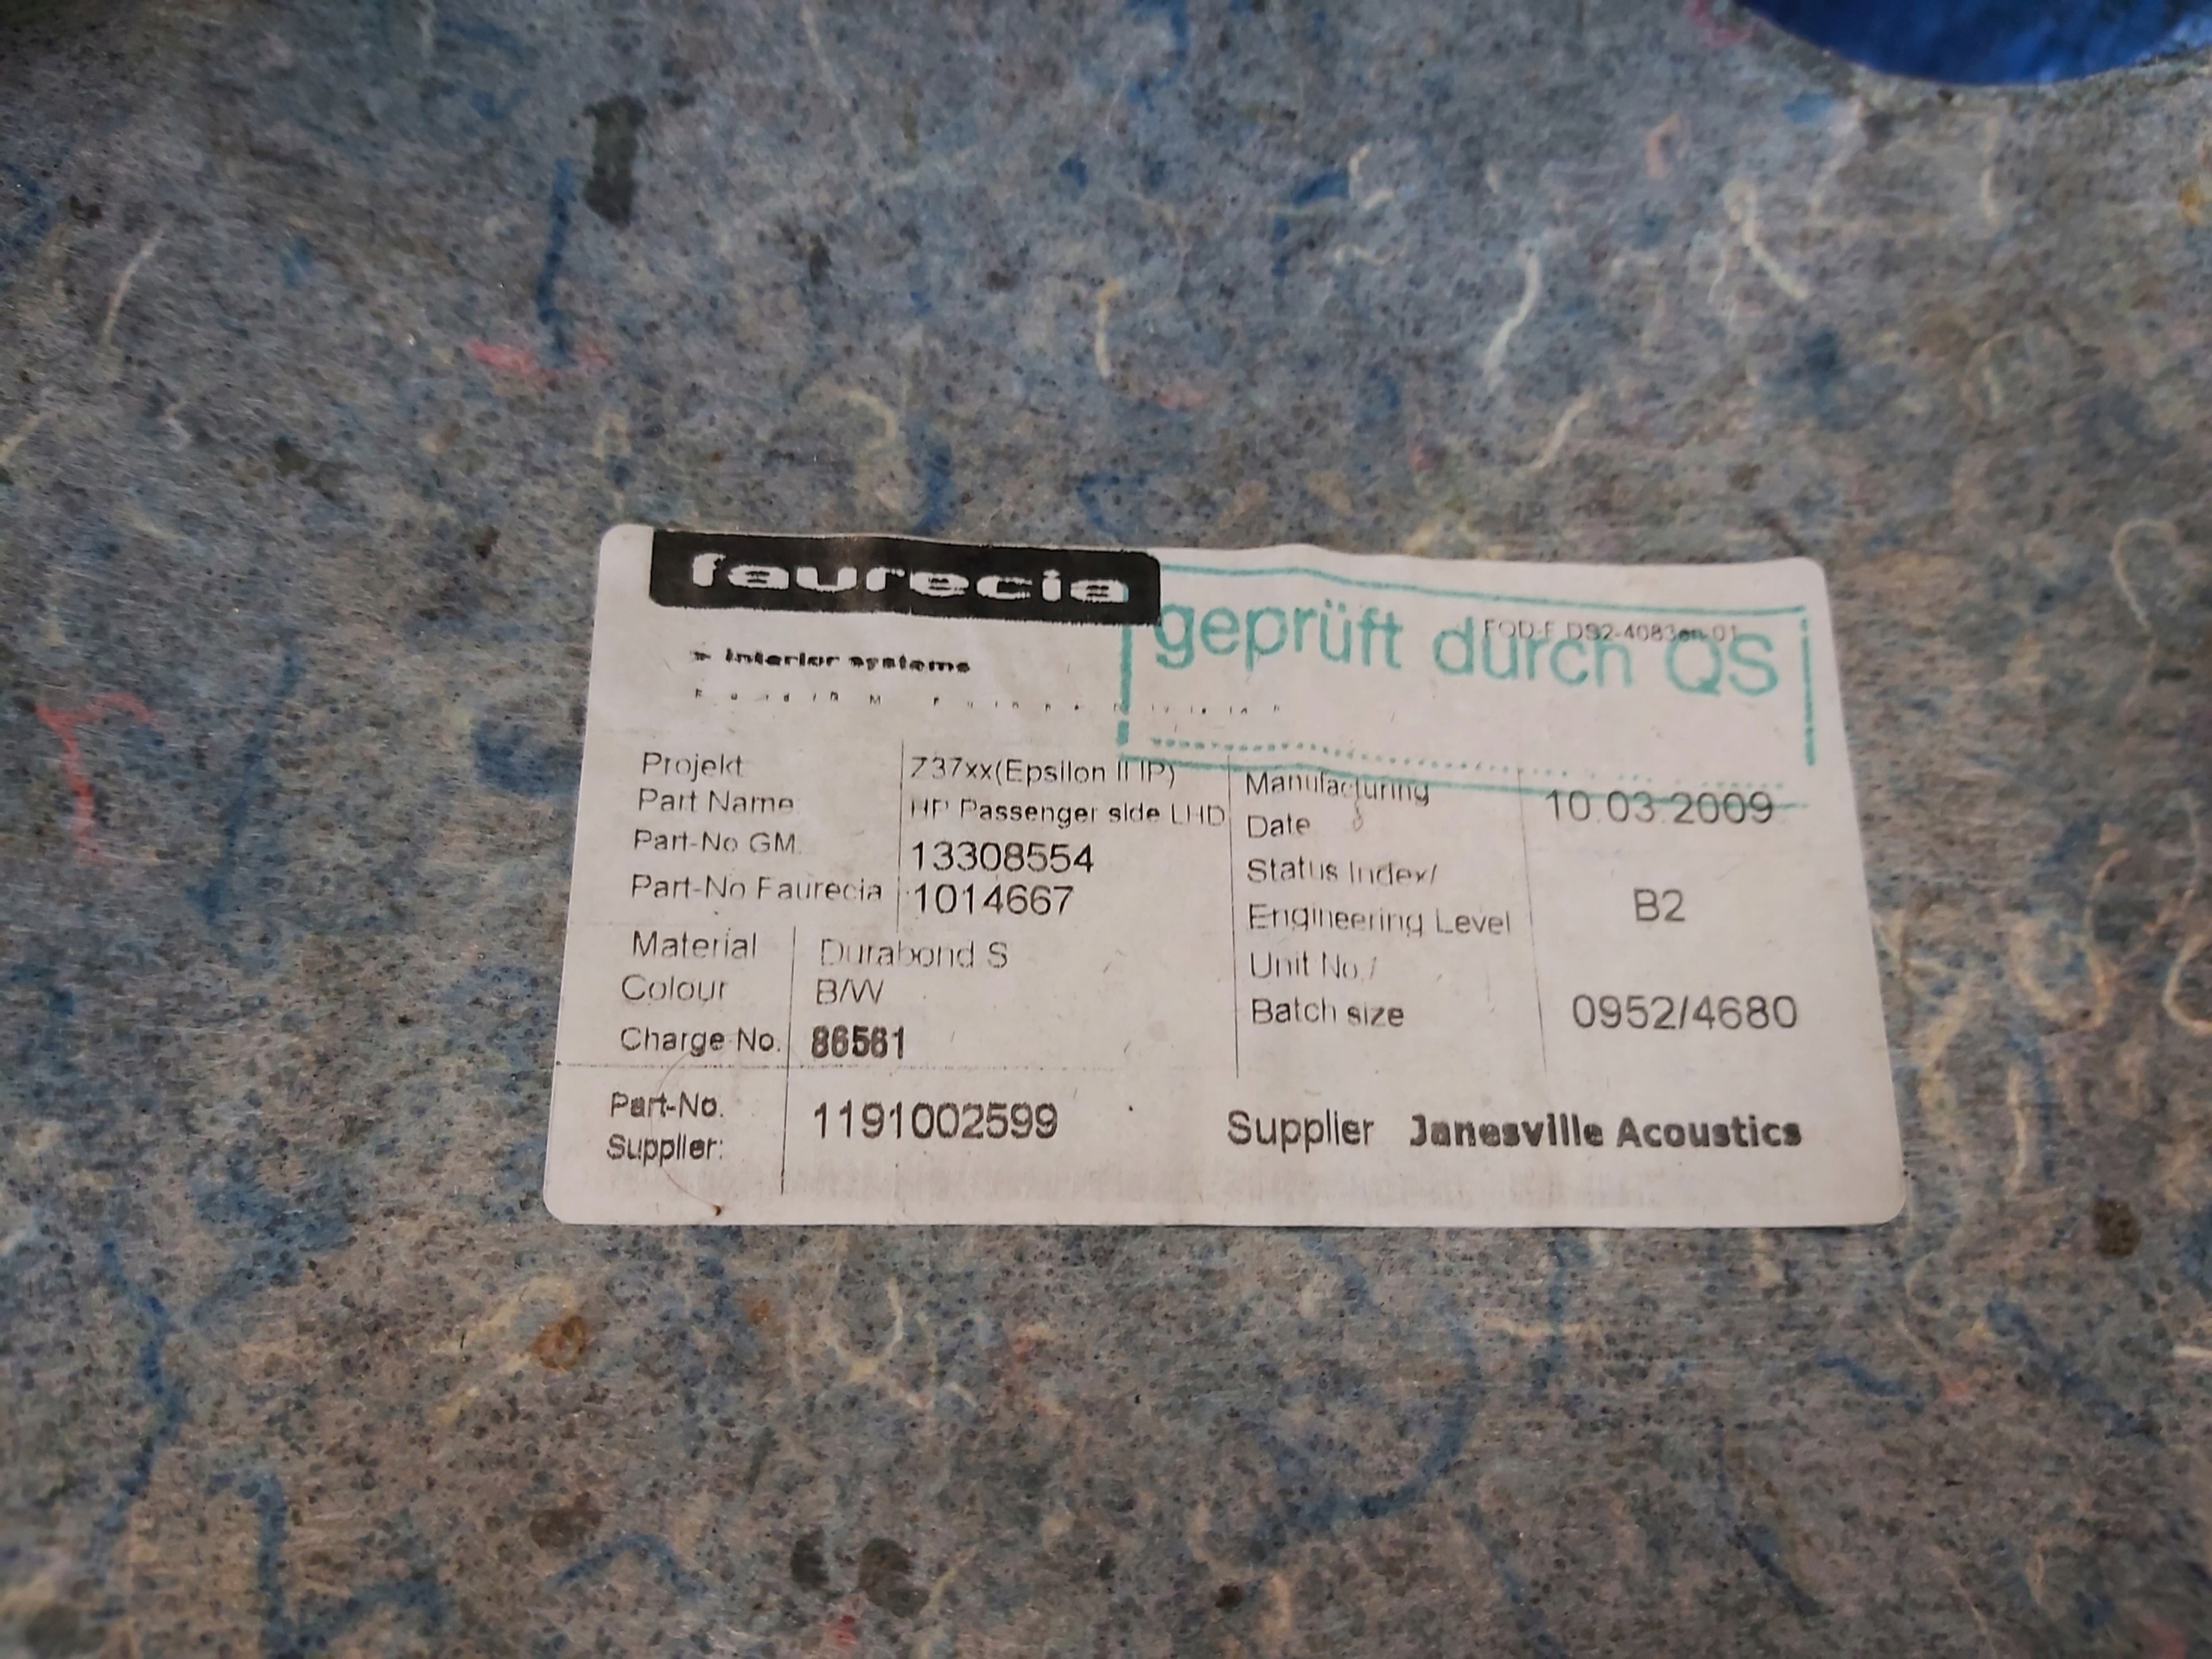 faurecia
geprüft durch QS
interior systems
Projekt Z37xx(Epsilon II IP)
Part Name HP Passenger side LHD
Part-No GM 13308554
Part-No Faurecia 1014667
Material Durabond S
Colour B/W
Charge No. 86561
Part-No. Supplier: 1191002599
Manufacturing
Date 10.03.2009
Status Index/
Engineering Level B2
Unit No./
Batch size 0952/4680
Supplier Janesville Acoustics